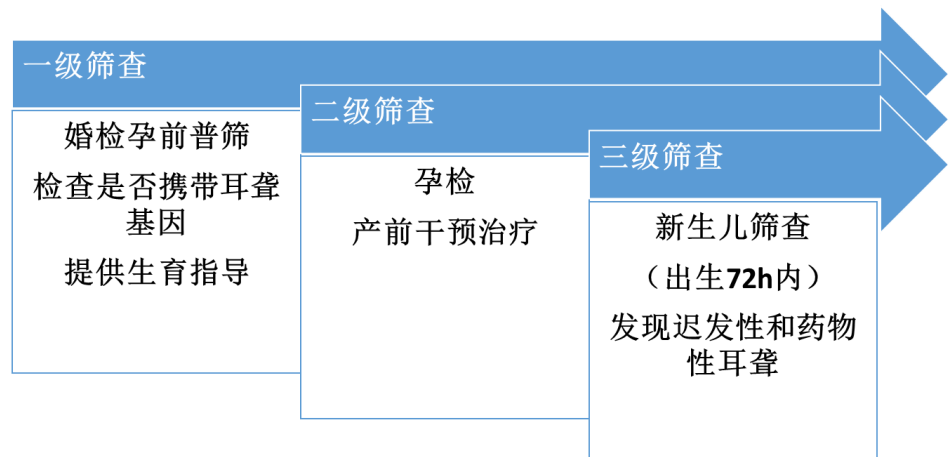 一级筛查
婚检孕前普筛
检查是否携带耳聋
基因
提供生育指导
二级筛查
孕检
产前干预治疗
三级筛查
新生儿筛查
（出生72h内）
发现迟发性和药物
性耳聋